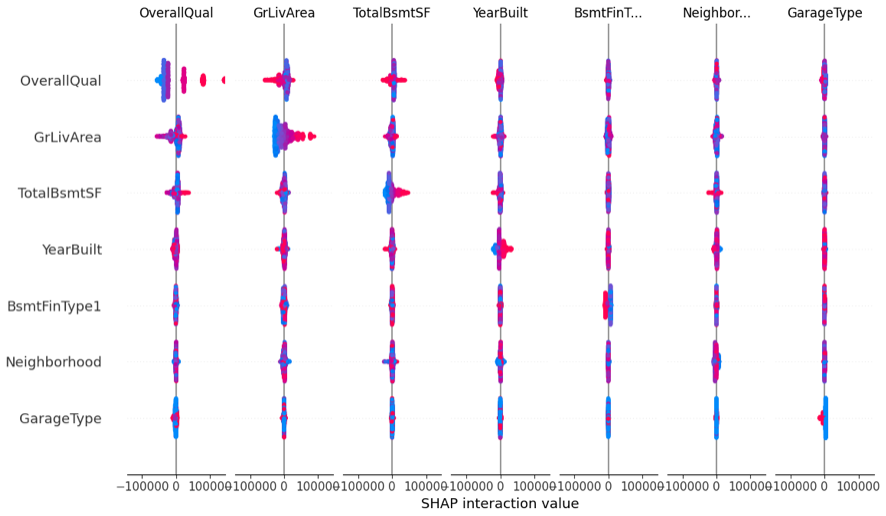 OverallQual GrLivArea TotalBsmtSF YearBuilt BsmtFinT... Neighbor... GarageType
OverallQual
GrLivArea
TotalBsmtSF
YearBuilt
BsmtFinType1
Neighborhood
GarageType
−100000 0 100000 −100000 0 100000 −100000 0 100000 −100000 0 100000 −100000 0 100000 −100000 0 100000 −100000 0 100000
SHAP interaction value